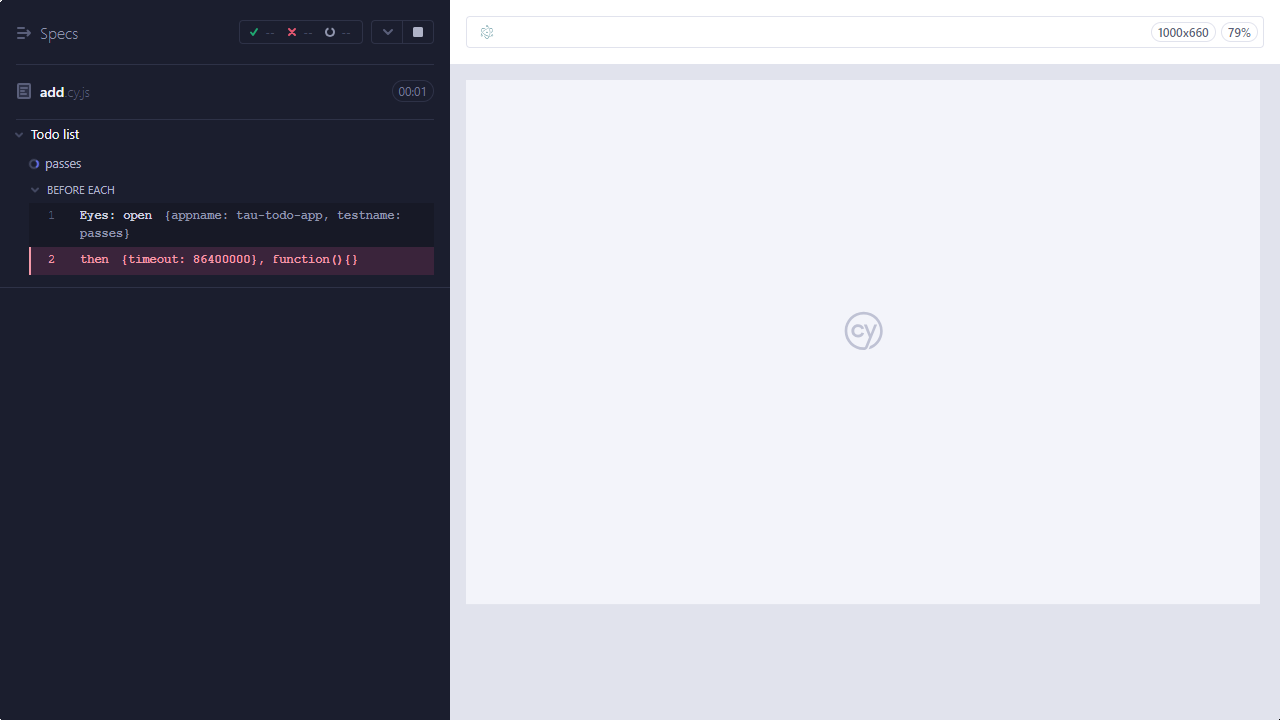 Specs
-- -- --
add.cy.js
00:01
Todo list
passes
BEFORE EACH
1 Eyes: open {appname: tau-todo-app, testname:
passes}
2 then {timeout: 86400000}, function(){}
1000x660 79%
cy